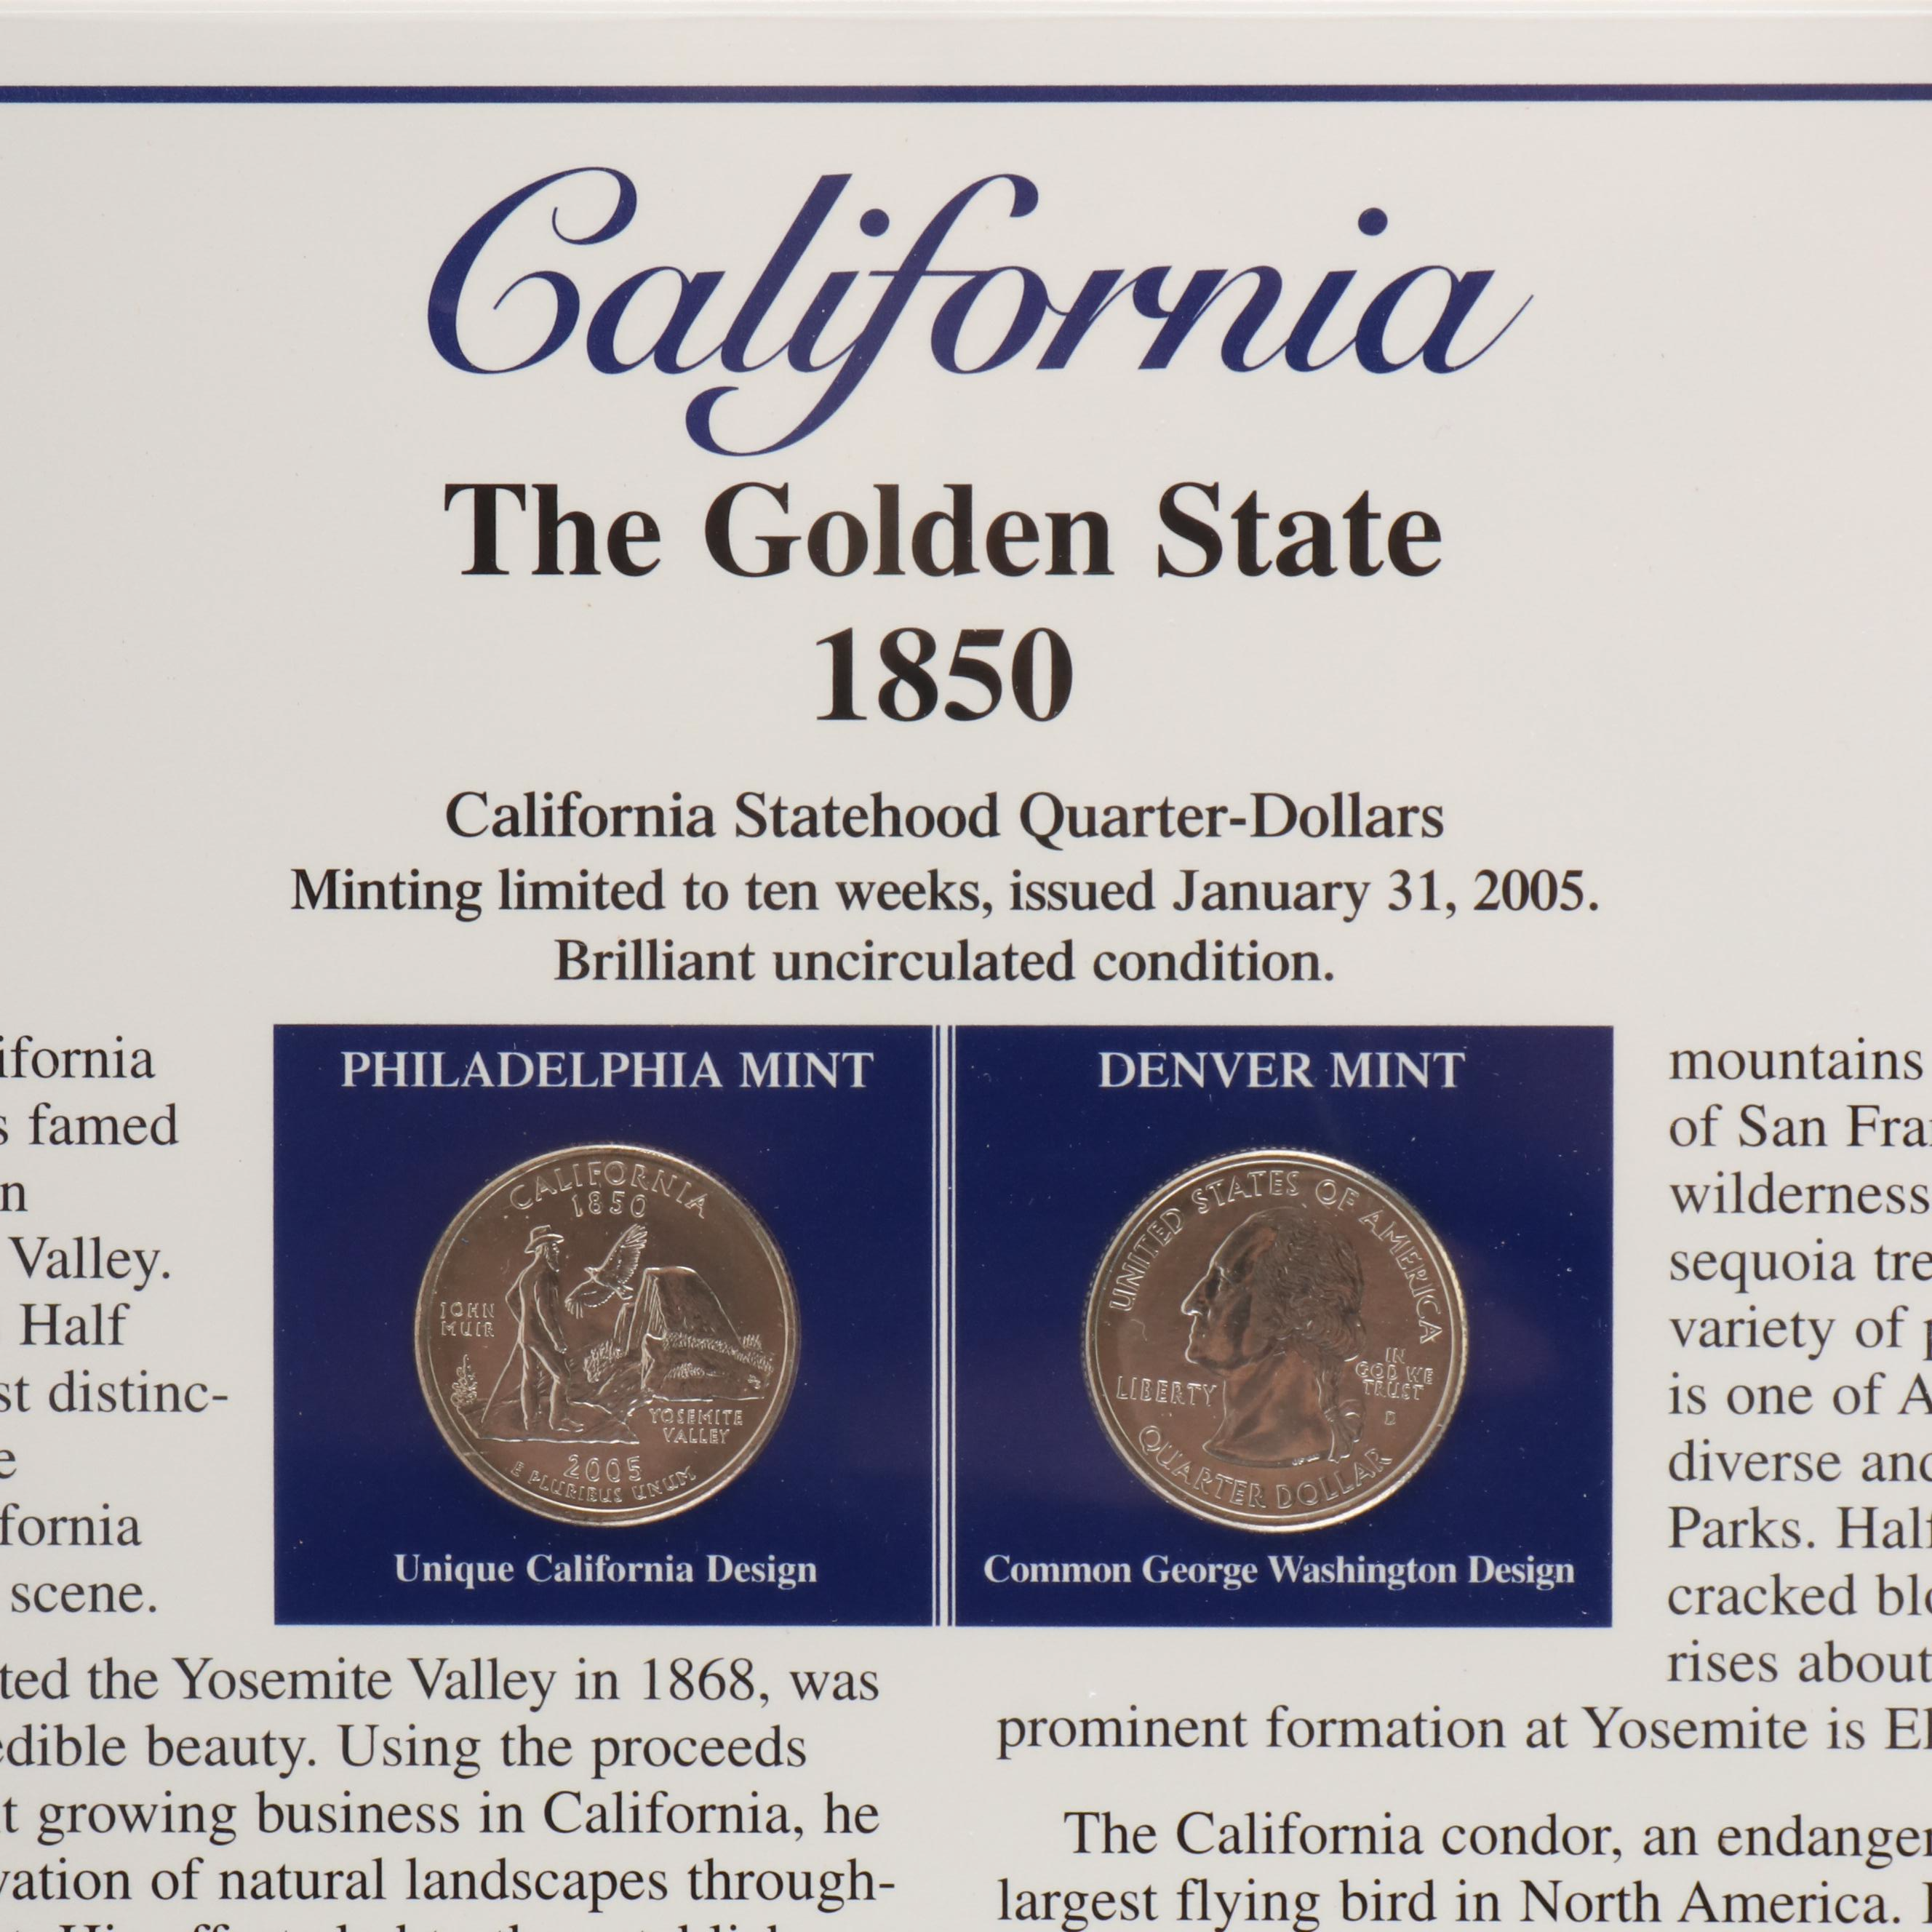 California
The Golden State
1850
California Statehood Quarter-Dollars
Minting limited to ten weeks, issued January 31, 2005.
Brilliant uncirculated condition.
PHILADELPHIA MINT
CALIFORNIA
1850
JOHN
MUIR
YOSEMITE
VALLEY
2005
E PLURIBUS UNUM
Unique California Design
DENVER MINT
UNITED STATES OF AMERICA
LIBERTY
IN
GOD WE
TRUST
D
QUARTER DOLLAR
Common George Washington Design
ifornia
s famed
n
Valley.
Half
st distinc-
e
fornia
scene.
ted the Yosemite Valley in 1868, was
edible beauty. Using the proceeds
t growing business in California, he
vation of natural landscapes through-
mountains
of San Fra
wilderness
sequoia tre
variety of
is one of A
diverse and
Parks. Half
cracked blo
rises about
prominent formation at Yosemite is El
The California condor, an endanger
largest flying bird in North America.